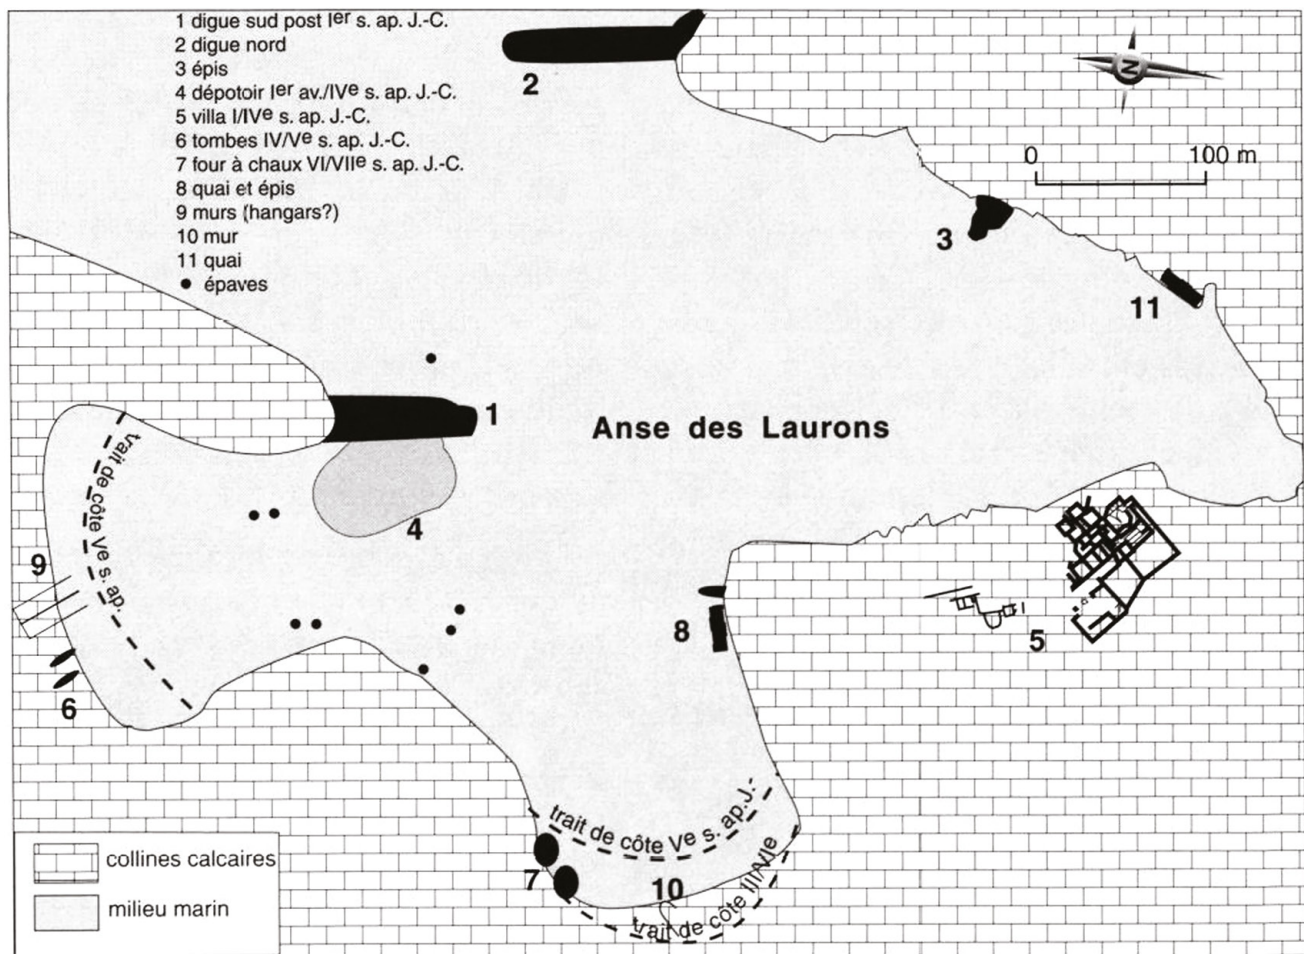 1 digue sud post Ier s. ap. J.-C.
2 digue nord
3 épis
4 dépotoir Ier av./IVe s. ap. J.-C.
5 villa I/IVe s. ap. J.-C.
6 tombes IV/Ve s. ap. J.-C.
7 four à chaux VI/VIIe s. ap. J.-C.
8 quai et épis
9 murs (hangars?)
10 mur
11 quai
épaves
2
N
0 100 m
3
11
1
Anse des Laurons
trait de côte Ve s. ap.
4
9
8
5
6
trait de côte Ve s. ap.J.-
7
10
trait de côte III/VIe
collines calcaires
milieu marin